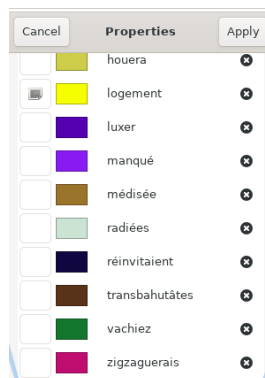 Cancel Properties Apply
houera
logement
luxer
manqué
médisée
radiées
réinvitaient
transbahutâtes
vachiez
zigzaguerais